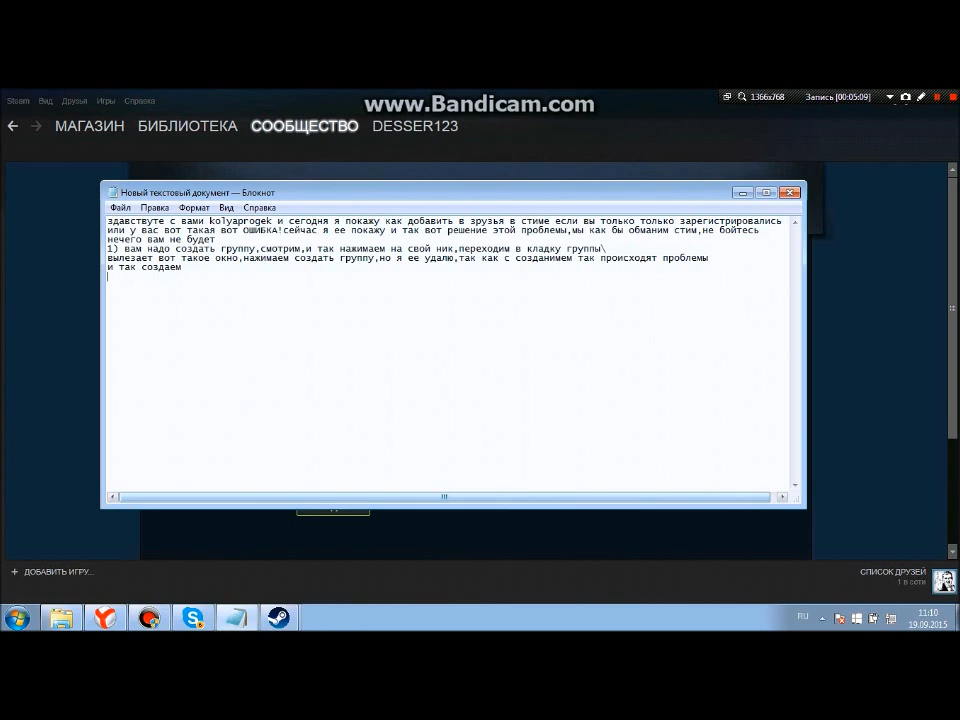 www.Bandicam.com
1366x768 Запись [00:05:09]
Steam Вид Друзья Игры Справка
МАГАЗИН БИБЛИОТЕКА СООБЩЕСТВО DESSER123
Новый текстовый документ — Блокнот
Файл Правка Формат Вид Справка
здавствуте с вами kolyaprogek и сегодня я покажу как добавить в зрузья в стиме если вы только только зарегистрировались
или у вас вот такая вот ОШИБКА!сейчас я ее покажу и так вот решение этой проблемы,мы как бы обманим стим,не бойтесь
нечего вам не будет
1) вам надо создать группу,смотрим,и так нажимаем на свой ник,переходим в кладку группы\
вылезает вот такое окно,нажимаем создать группу,но я ее удалю,так как с созданимем так происходят проблемы
и так создаем
+ ДОБАВИТЬ ИГРУ...
СПИСОК ДРУЗЕЙ
1 в сети
RU
11:10
19.09.2015